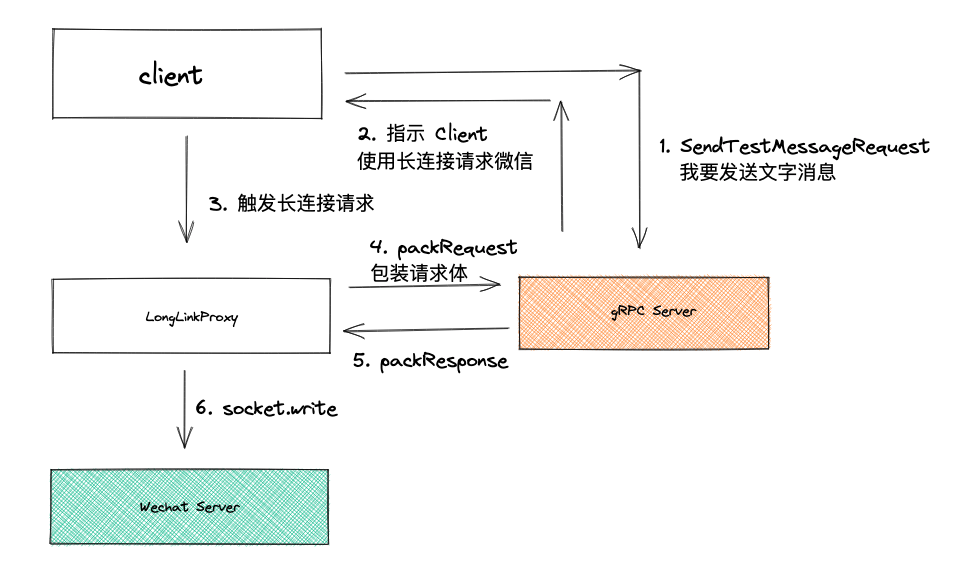 client
1. SendTestMessageRequest
我要发送文字消息
2. 指示 Client
使用长连接请求微信
3. 触发长连接请求
4. packRequest
包装请求体
LongLinkProxy
gRPC Server
5. packResponse
6. socket.write
Wechat Server